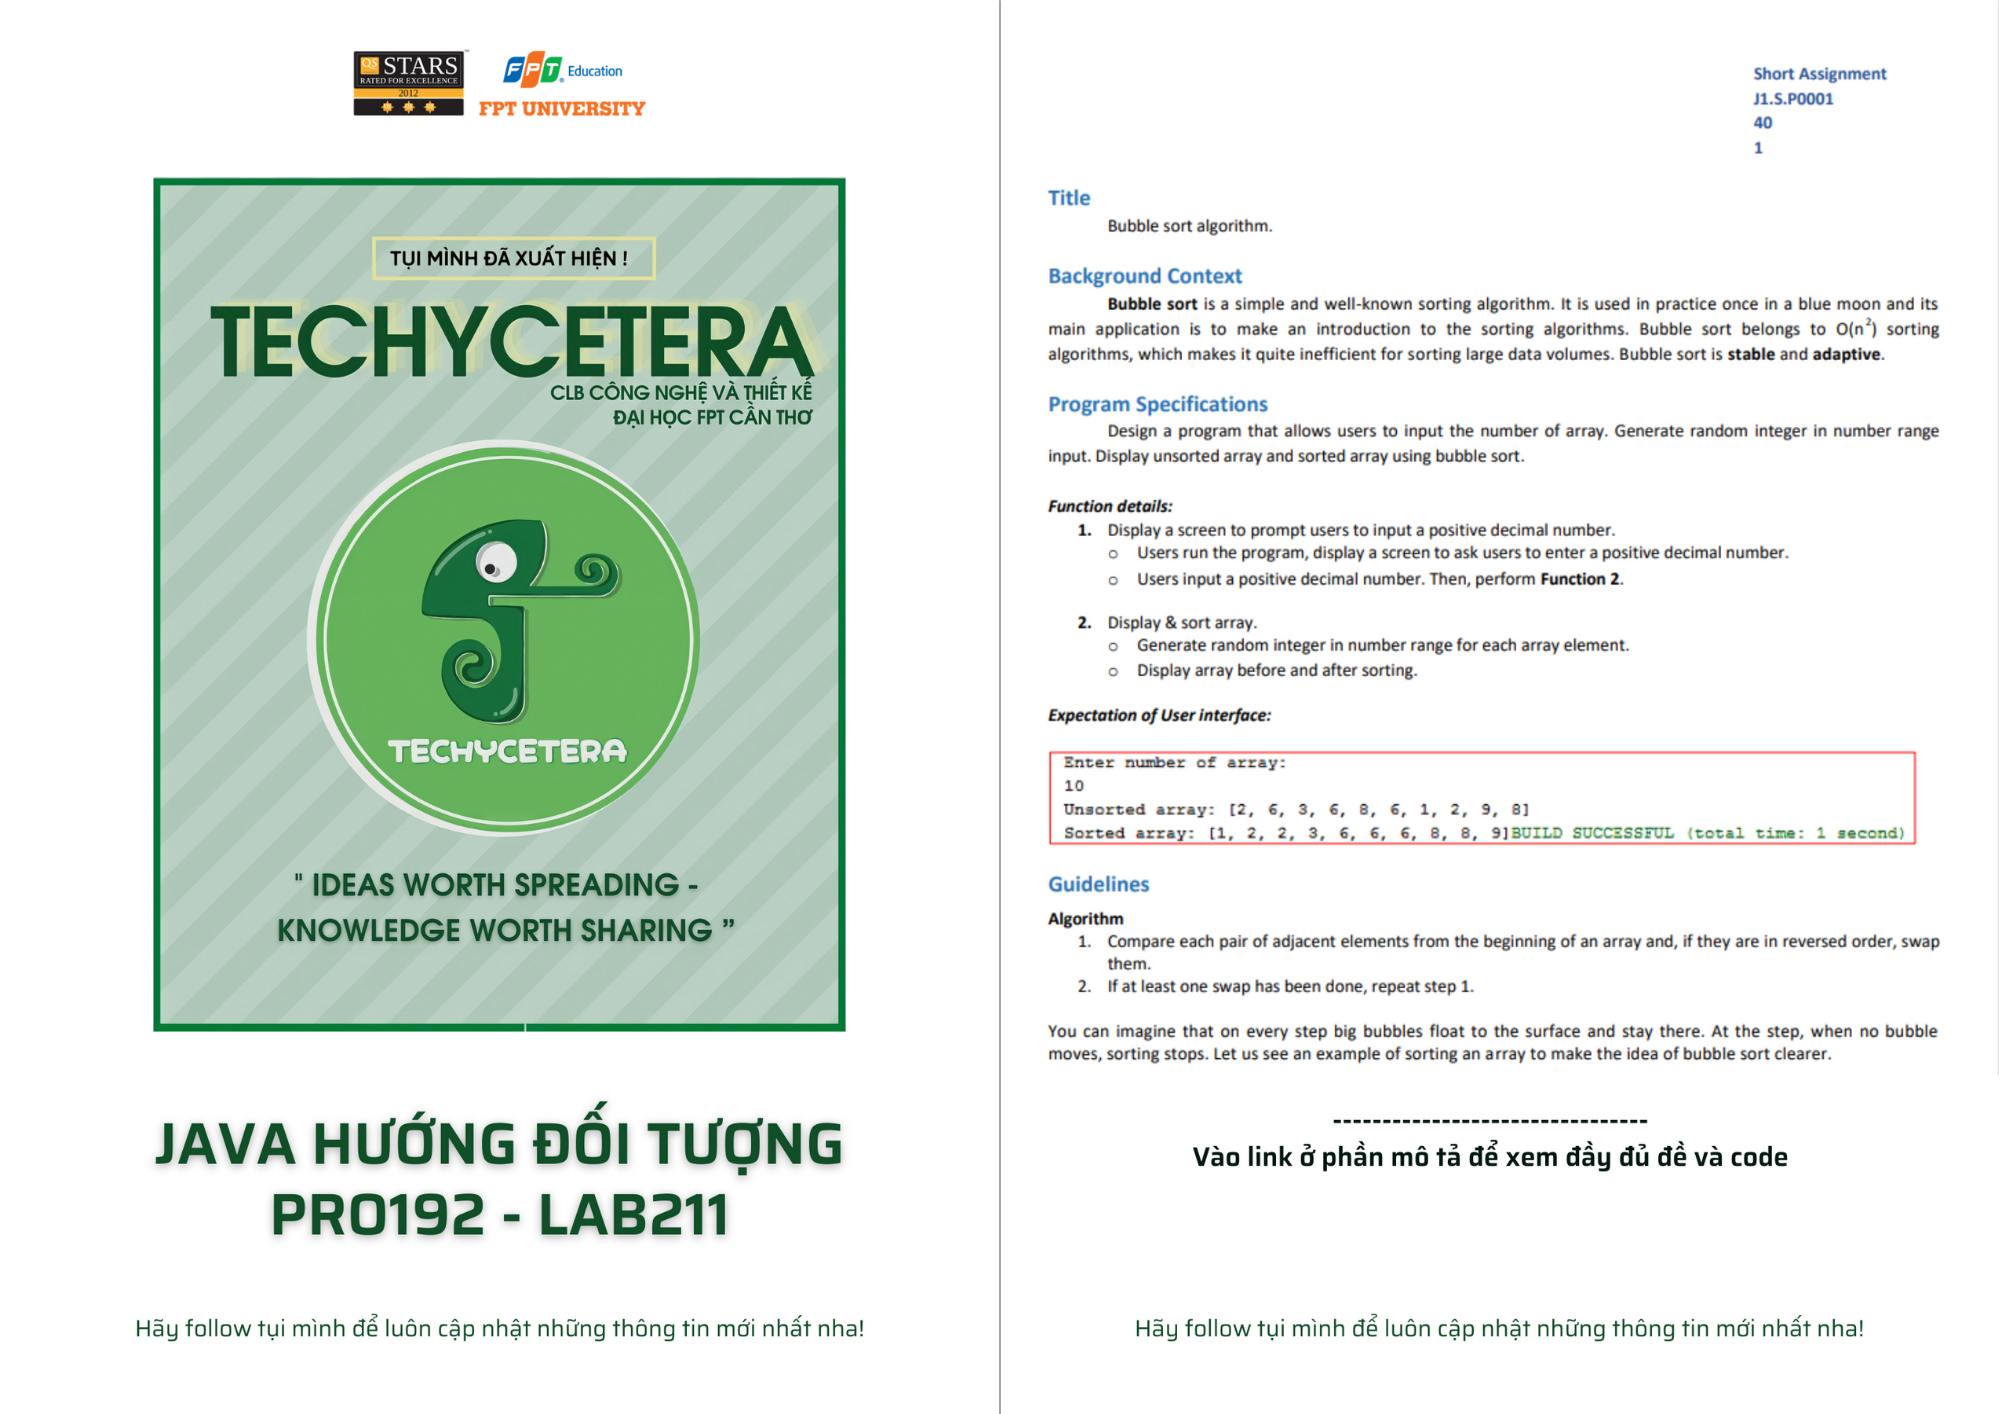 QS STARS
RATED FOR EXCELLENCE
2012
FPT Education
FPT UNIVERSITY
TỤI MÌNH ĐÃ XUẤT HIỆN !
TECHYCETERA
CLB CÔNG NGHỆ VÀ THIẾT KẾ
ĐẠI HỌC FPT CẦN THƠ
TECHYCETERA
" IDEAS WORTH SPREADING -
KNOWLEDGE WORTH SHARING ”
JAVA HƯỚNG ĐỐI TƯỢNG
PRO192 - LAB211
Hãy follow tụi mình để luôn cập nhật những thông tin mới nhất nha!
Short Assignment
J1.S.P0001
40
1
Title
Bubble sort algorithm.
Background Context
Bubble sort is a simple and well-known sorting algorithm. It is used in practice once in a blue moon and its
main application is to make an introduction to the sorting algorithms. Bubble sort belongs to O(n²) sorting
algorithms, which makes it quite inefficient for sorting large data volumes. Bubble sort is stable and adaptive.
Program Specifications
Design a program that allows users to input the number of array. Generate random integer in number range
input. Display unsorted array and sorted array using bubble sort.
Function details:
1. Display a screen to prompt users to input a positive decimal number.
o Users run the program, display a screen to ask users to enter a positive decimal number.
o Users input a positive decimal number. Then, perform Function 2.
2. Display & sort array.
o Generate random integer in number range for each array element.
o Display array before and after sorting.
Expectation of User interface:
Enter number of array:
10
Unsorted array: [2, 6, 3, 6, 8, 6, 1, 2, 9, 8]
Sorted array: [1, 2, 2, 3, 6, 6, 6, 8, 8, 9]BUILD SUCCESSFUL (total time: 1 second)
Guidelines
Algorithm
1. Compare each pair of adjacent elements from the beginning of an array and, if they are in reversed order, swap
them.
2. If at least one swap has been done, repeat step 1.
You can imagine that on every step big bubbles float to the surface and stay there. At the step, when no bubble
moves, sorting stops. Let us see an example of sorting an array to make the idea of bubble sort clearer.
--------------------------------
Vào link ở phần mô tả để xem đầy đủ đề và code
Hãy follow tụi mình để luôn cập nhật những thông tin mới nhất nha!